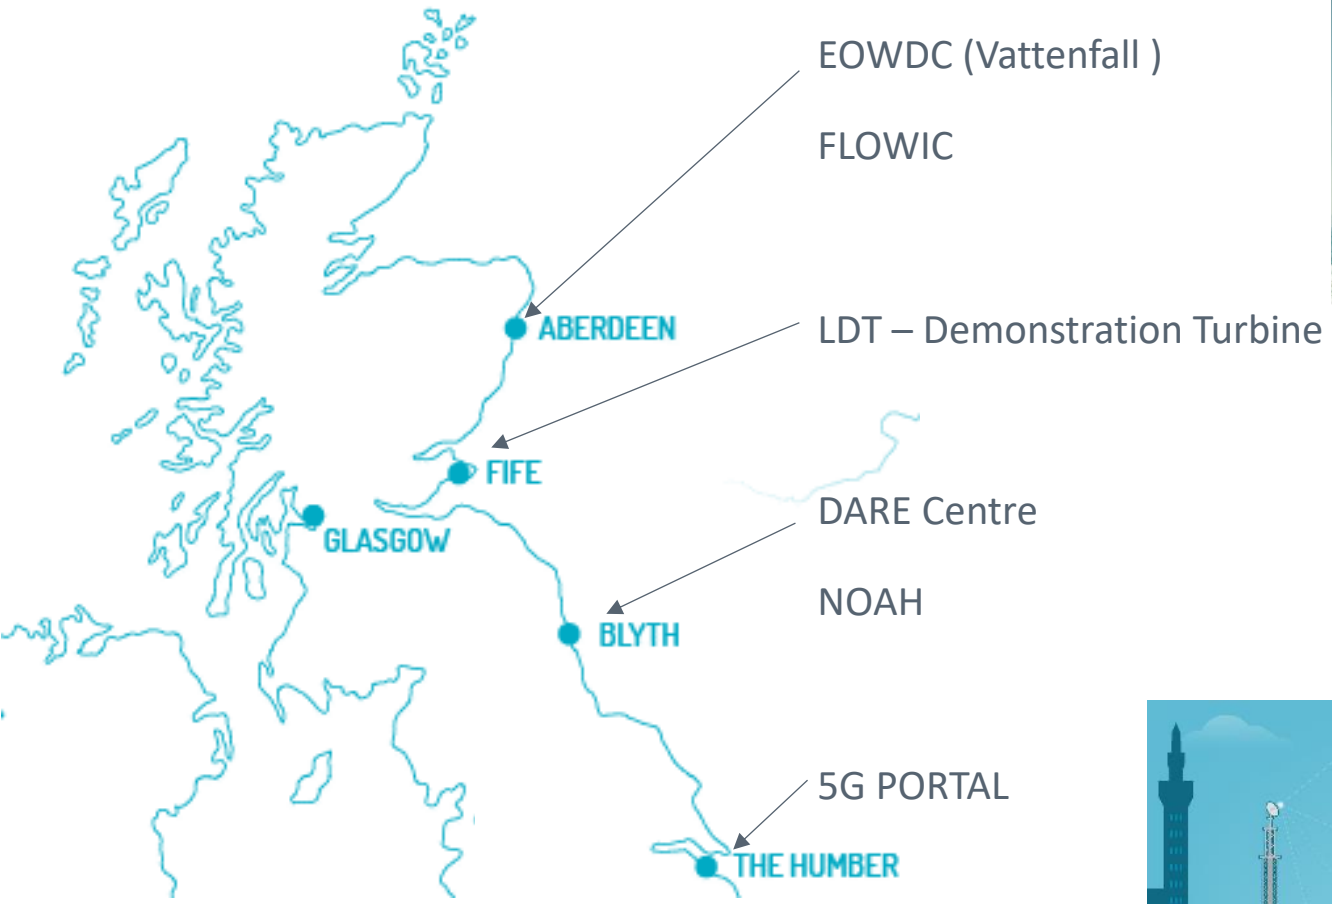 EOWDC (Vattenfall )
FLOWIC
ABERDEEN
LDT – Demonstration Turbine
FIFE
DARE Centre
GLASGOW
NOAH
BLYTH
5G PORTAL
THE HUMBER